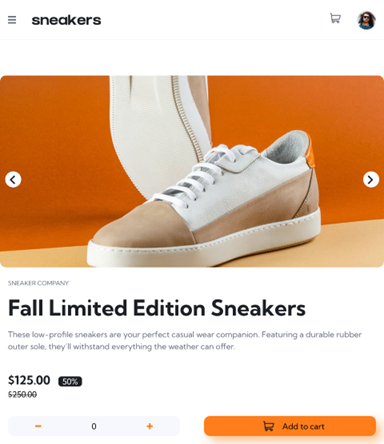 sneakers
SNEAKER COMPANY
Fall Limited Edition Sneakers
These low-profile sneakers are your perfect casual wear companion. Featuring a durable rubber
outer sole, they'll withstand everything the weather can offer.
$125.00 50%
$250.00
− 0 + Add to cart